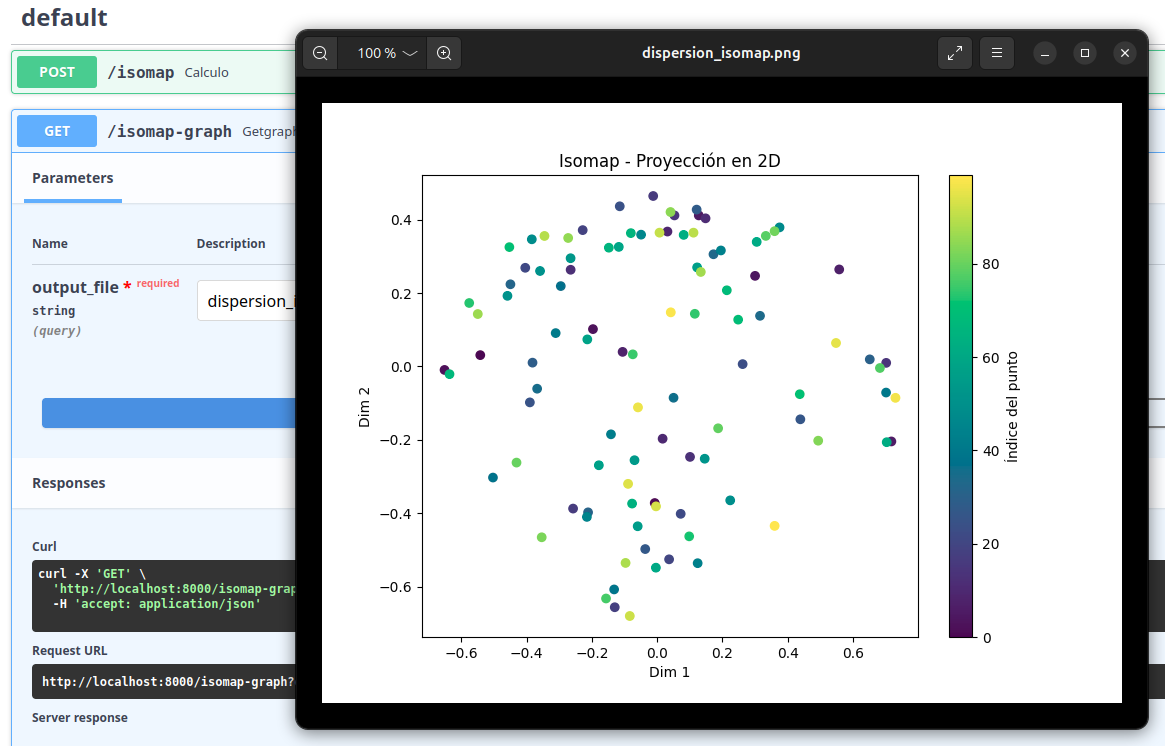 default
POST /isomap Calculo
GET /isomap-graph Getgraph
Parameters
Name Description
output_file * required
string
(query)
dispersion_i
Responses
Curl
curl -X 'GET' \
'http://localhost:8000/isomap-grap
-H 'accept: application/json'
Request URL
http://localhost:8000/isomap-graph?
Server response
100 %
dispersion_isomap.png
Isomap - Proyección en 2D
0.4
0.2
0.0
−0.2
−0.4
−0.6
Dim 2
−0.6 −0.4 −0.2 0.0 0.2 0.4 0.6
Dim 1
80
60
40
20
0
Índice del punto